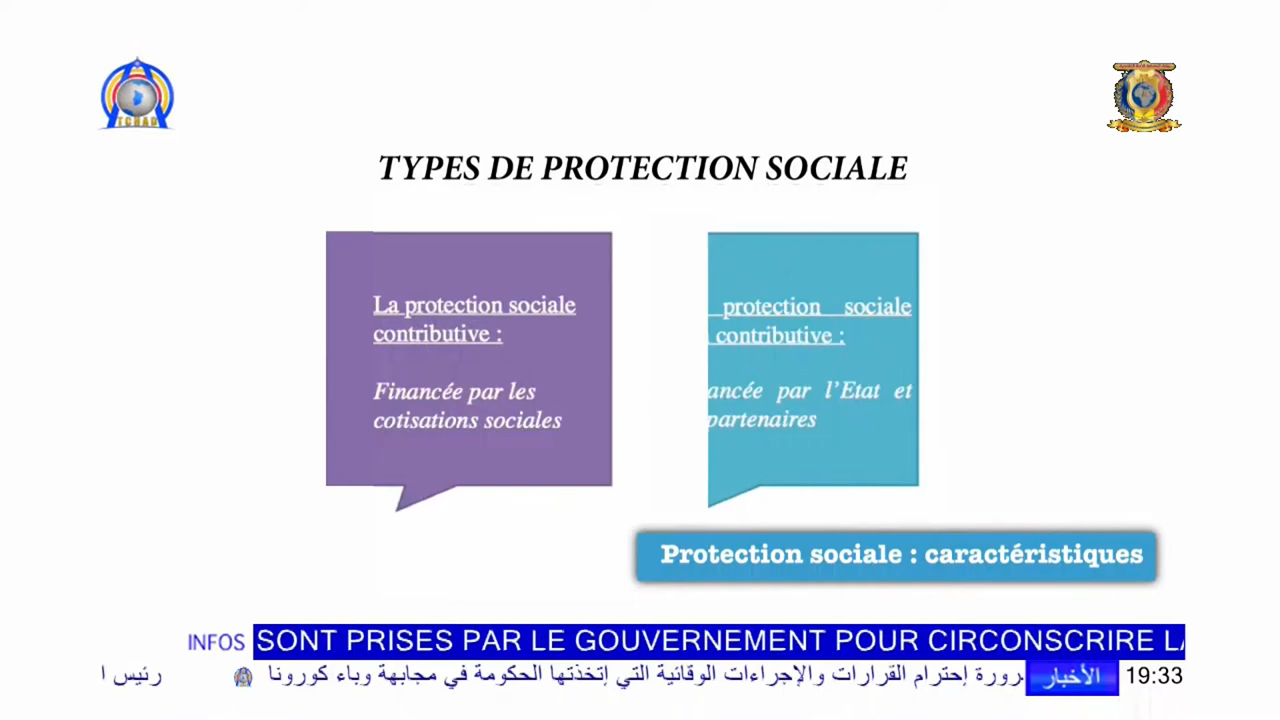 TCHAD
TYPES DE PROTECTION SOCIALE
La protection sociale
contributive :
Financée par les
cotisations sociales
protection sociale
contributive :
ancée par l’Etat et
partenaires
Protection sociale : caractéristiques
INFOS SONT PRISES PAR LE GOUVERNEMENT POUR CIRCONSCRIRE LA
الأخبار رورة إحترام القرارات والإجراءات الوقائية التي إتخذتها الحكومة في مجابهة وباء كورونا رئيس ا
19:33